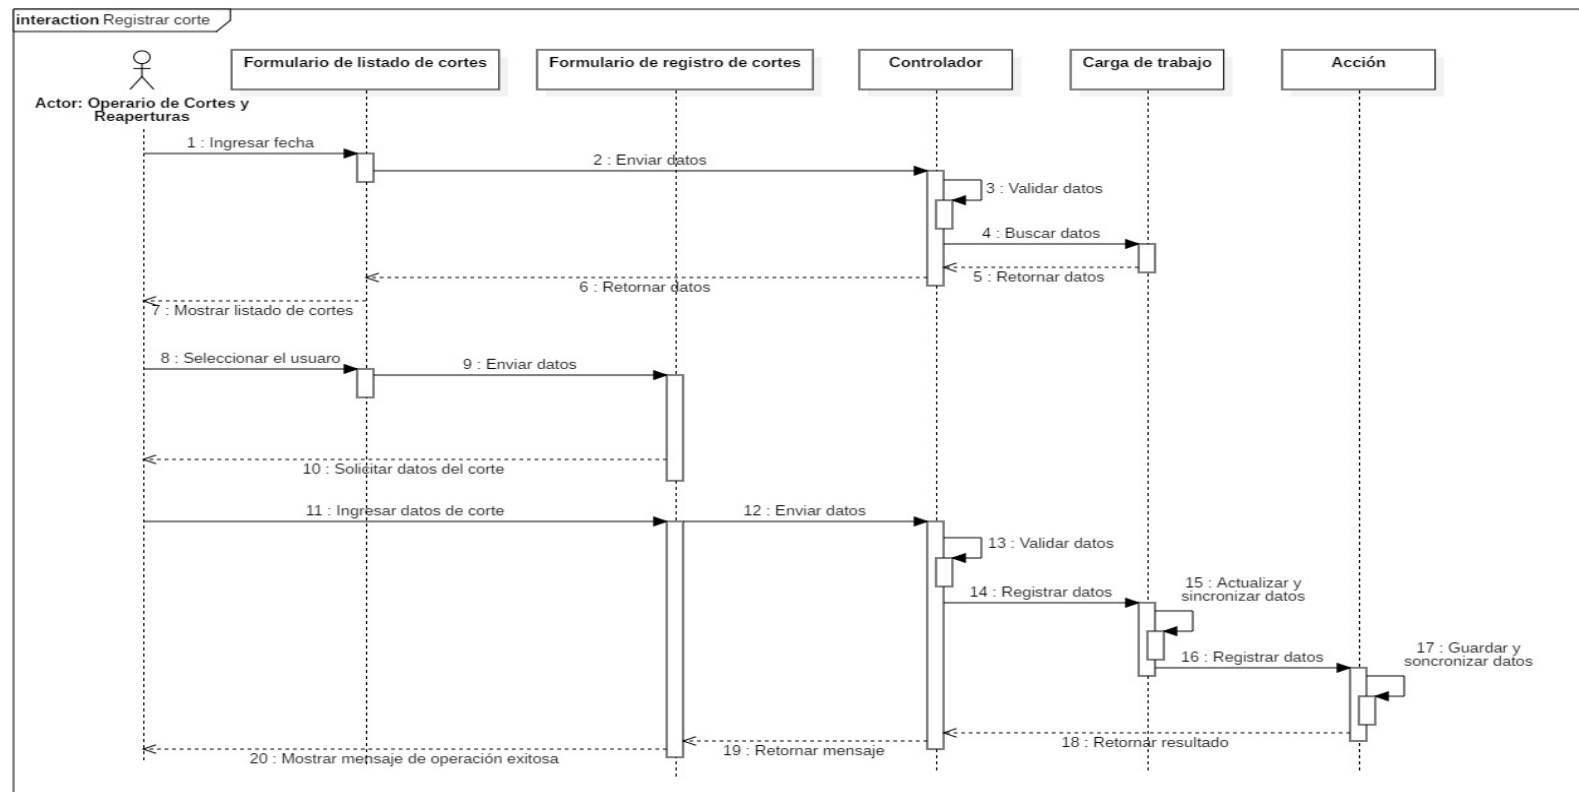 interaction Registrar corte
Actor: Operario de Cortes y
Reaperturas
Formulario de listado de cortes
Formulario de registro de cortes
Controlador
Carga de trabajo
Acción
1 : Ingresar fecha
2 : Enviar datos
3 : Validar datos
4 : Buscar datos
5 : Retornar datos
6 : Retornar datos
7 : Mostrar listado de cortes
8 : Seleccionar el usuaro
9 : Enviar datos
10 : Solicitar datos del corte
11 : Ingresar datos de corte
12 : Enviar datos
13 : Validar datos
14 : Registrar datos
15 : Actualizar y
sincronizar datos
16 : Registrar datos
17 : Guardar y
soncronizar datos
18 : Retornar resultado
19 : Retornar mensaje
20 : Mostrar mensaje de operación exitosa